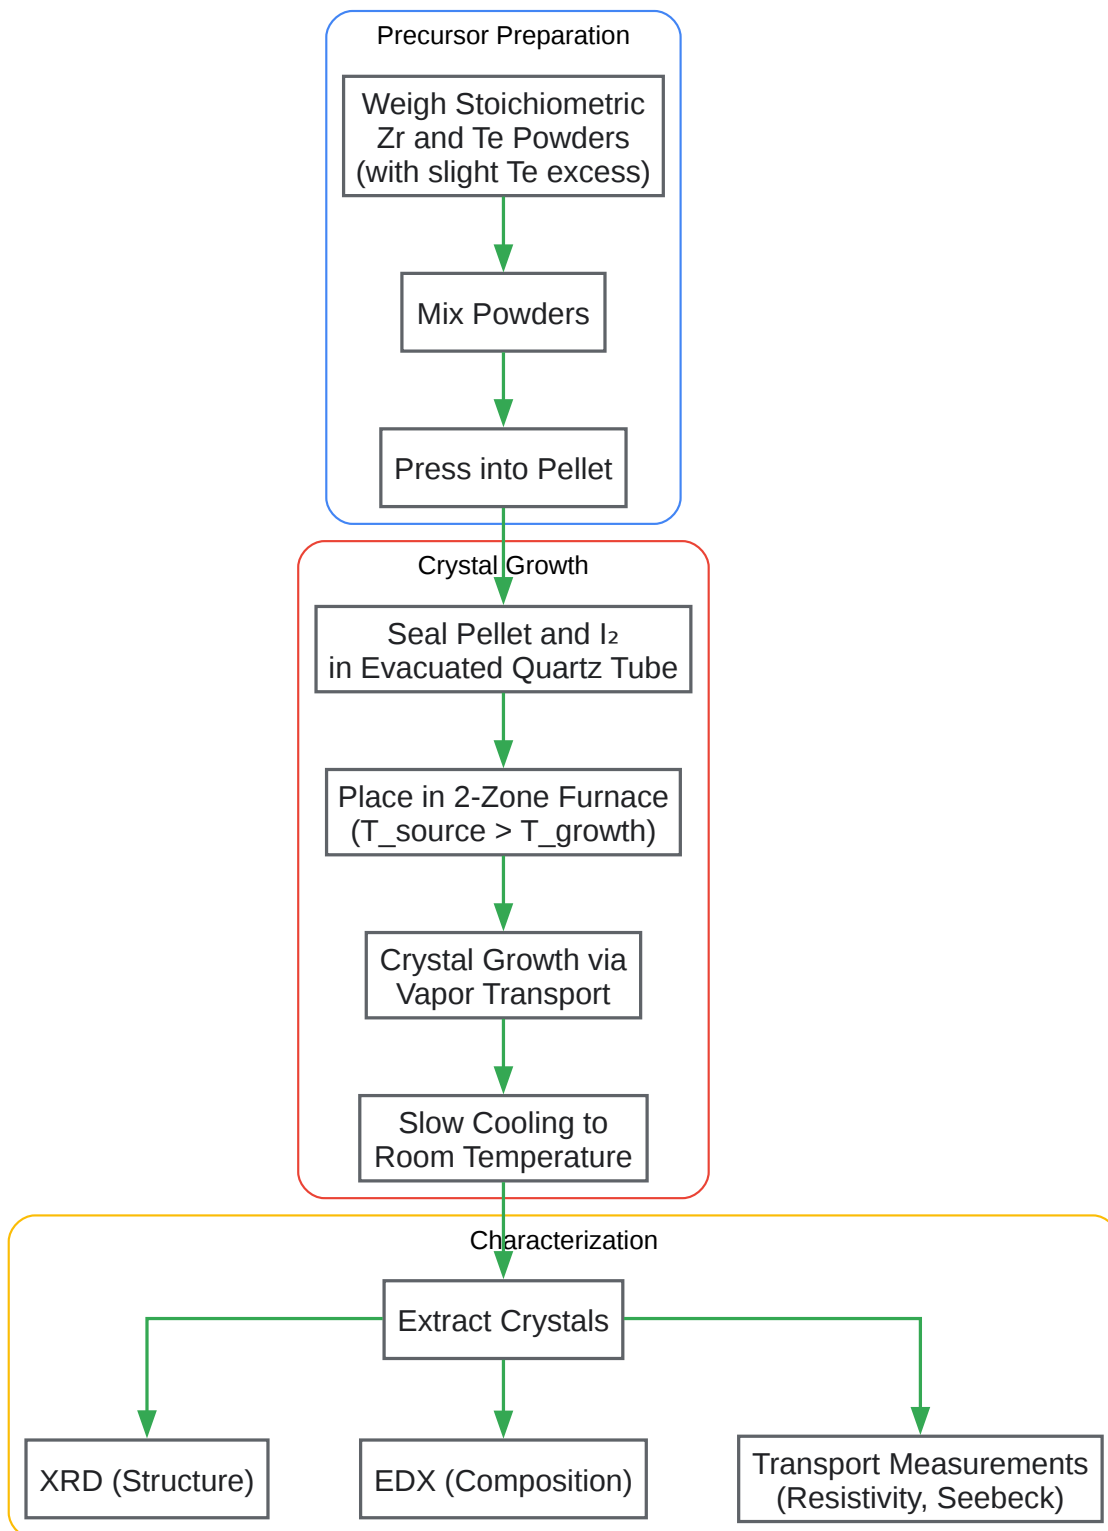 Precursor Preparation
Weigh Stoichiometric
Zr and Te Powders
(with slight Te excess)
Mix Powders
Press into Pellet
Crystal Growth
Seal Pellet and I₂
in Evacuated Quartz Tube
Place in 2-Zone Furnace
(T_source > T_growth)
Crystal Growth via
Vapor Transport
Slow Cooling to
Room Temperature
Characterization
Extract Crystals
XRD (Structure)
EDX (Composition)
Transport Measurements
(Resistivity, Seebeck)